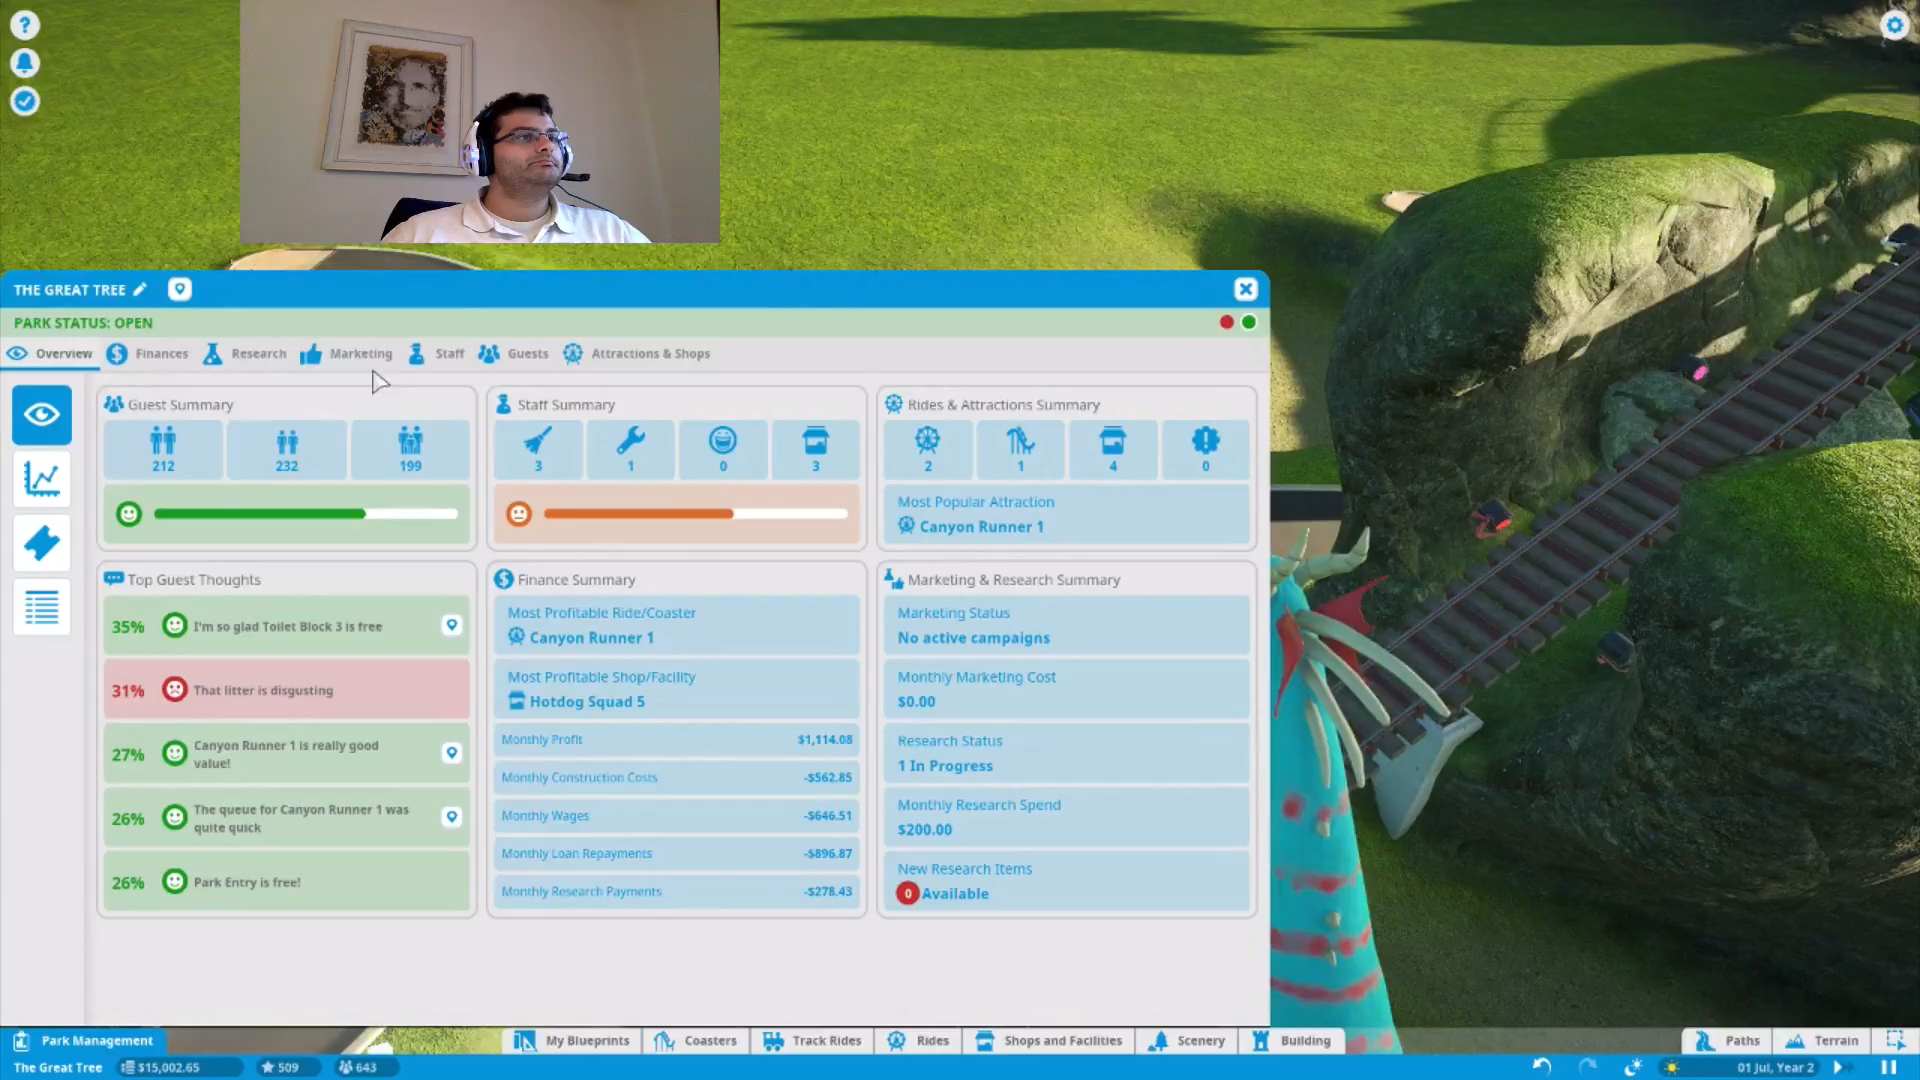 THE GREAT TREE
PARK STATUS: OPEN
Overview Finances Research Marketing Staff Guests Attractions & Shops
Guest Summary
212 232 199
Staff Summary
3 1 0 3
Rides & Attractions Summary
2 1 4 0
Most Popular Attraction
Canyon Runner 1
Top Guest Thoughts
35% I'm so glad Toilet Block 3 is free
31% That litter is disgusting
27% Canyon Runner 1 is really good
value!
26% The queue for Canyon Runner 1 was
quite quick
26% Park Entry is free!
Finance Summary
Most Profitable Ride/Coaster
Canyon Runner 1
Most Profitable Shop/Facility
Hotdog Squad 5
Monthly Profit $1,114.08
Monthly Construction Costs -$562.85
Monthly Wages -$646.51
Monthly Loan Repayments -$896.87
Monthly Research Payments -$278.43
Marketing & Research Summary
Marketing Status
No active campaigns
Monthly Marketing Cost
$0.00
Research Status
1 In Progress
Monthly Research Spend
$200.00
New Research Items
0 Available
Park Management My Blueprints Coasters Track Rides Rides Shops and Facilities Scenery Building Paths Terrain
The Great Tree $15,002.65 509 643 01 Jul, Year 2